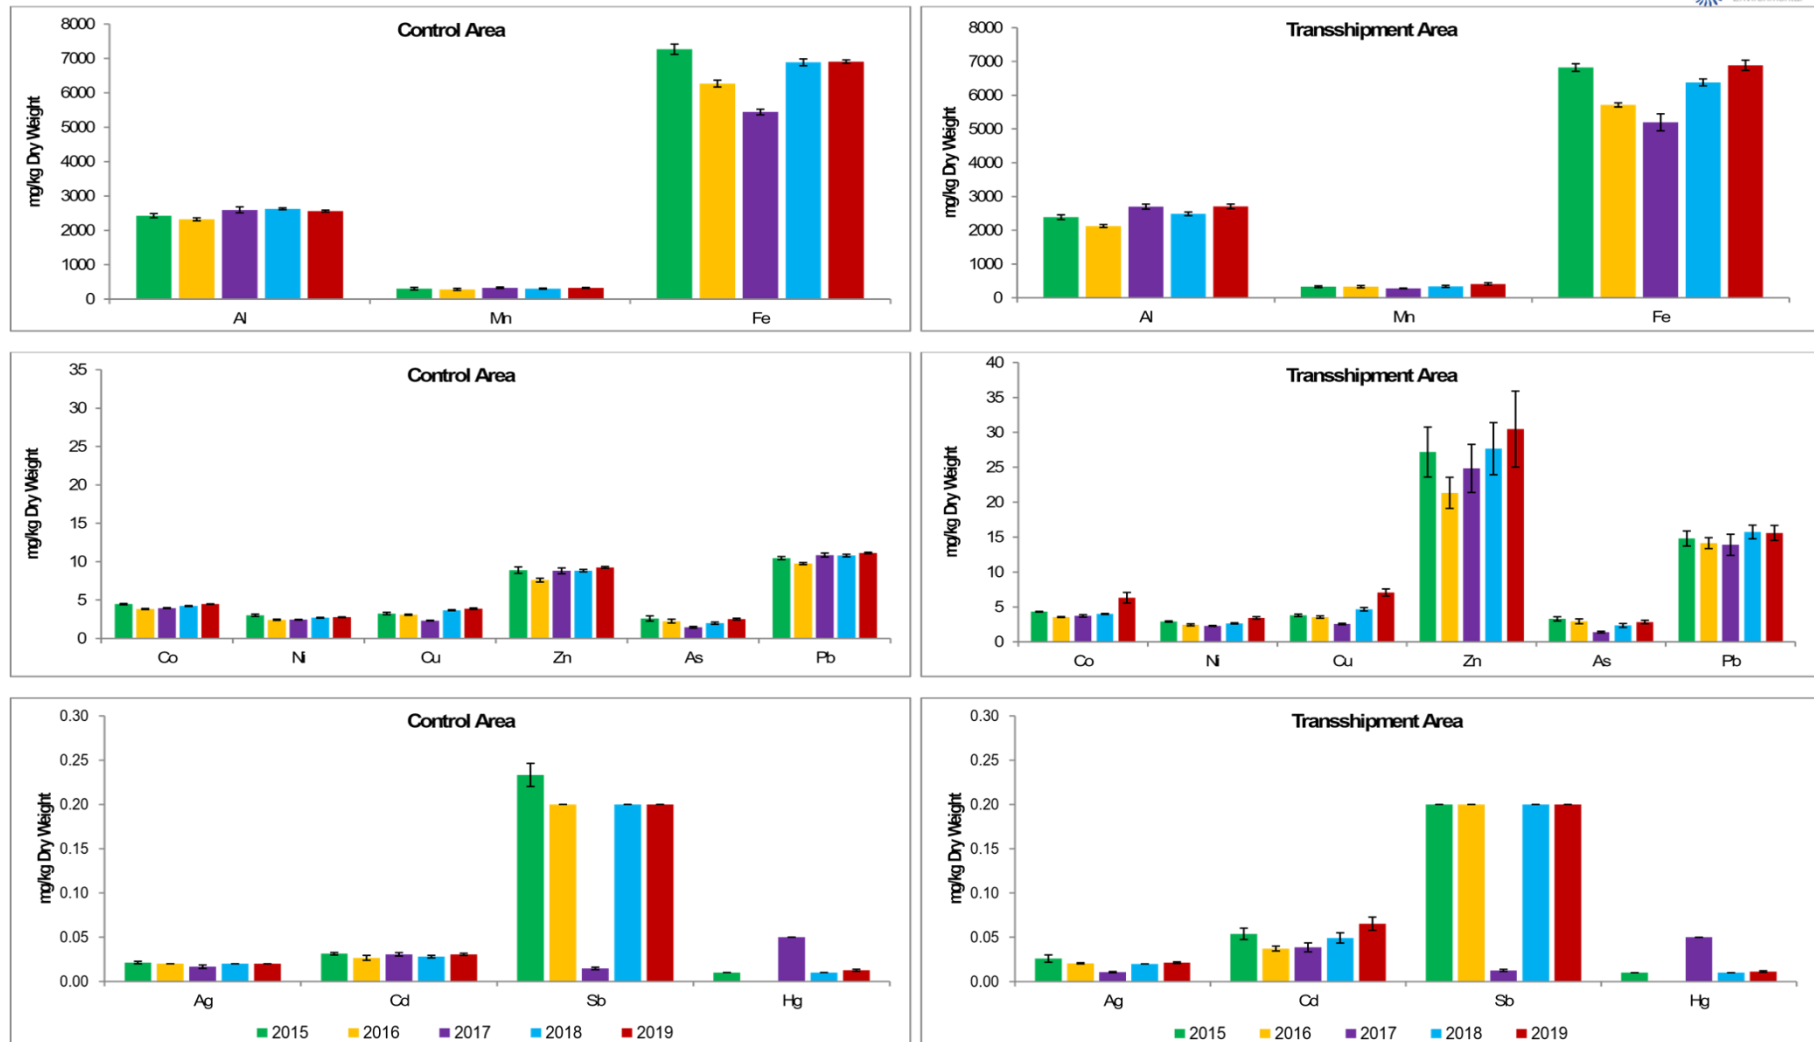 Control Area
mg/kg Dry Weight
8000
7000
6000
5000
4000
3000
2000
1000
0
Al Mn Fe
Transshipment Area
mg/kg Dry Weight
8000
7000
6000
5000
4000
3000
2000
1000
0
Al Mn Fe
Control Area
mg/kg Dry Weight
35
30
25
20
15
10
5
0
Co Ni Cu Zn As Pb
Transshipment Area
mg/kg Dry Weight
40
35
30
25
20
15
10
5
0
Co Ni Cu Zn As Pb
Control Area
mg/kg Dry Weight
0.30
0.25
0.20
0.15
0.10
0.05
0.00
Ag Cd Sb Hg
2015 2016 2017 2018 2019
Transshipment Area
mg/kg Dry Weight
0.30
0.25
0.20
0.15
0.10
0.05
0.00
Ag Cd Sb Hg
2015 2016 2017 2018 2019